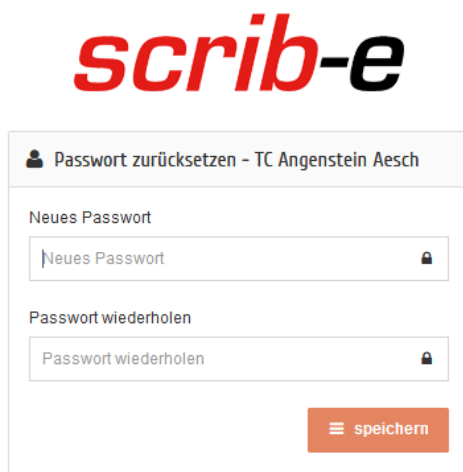 scrib-e
Passwort zurücksetzen - TC Angenstein Aesch
Neues Passwort
Neues Passwort
Passwort wiederholen
Passwort wiederholen
speichern